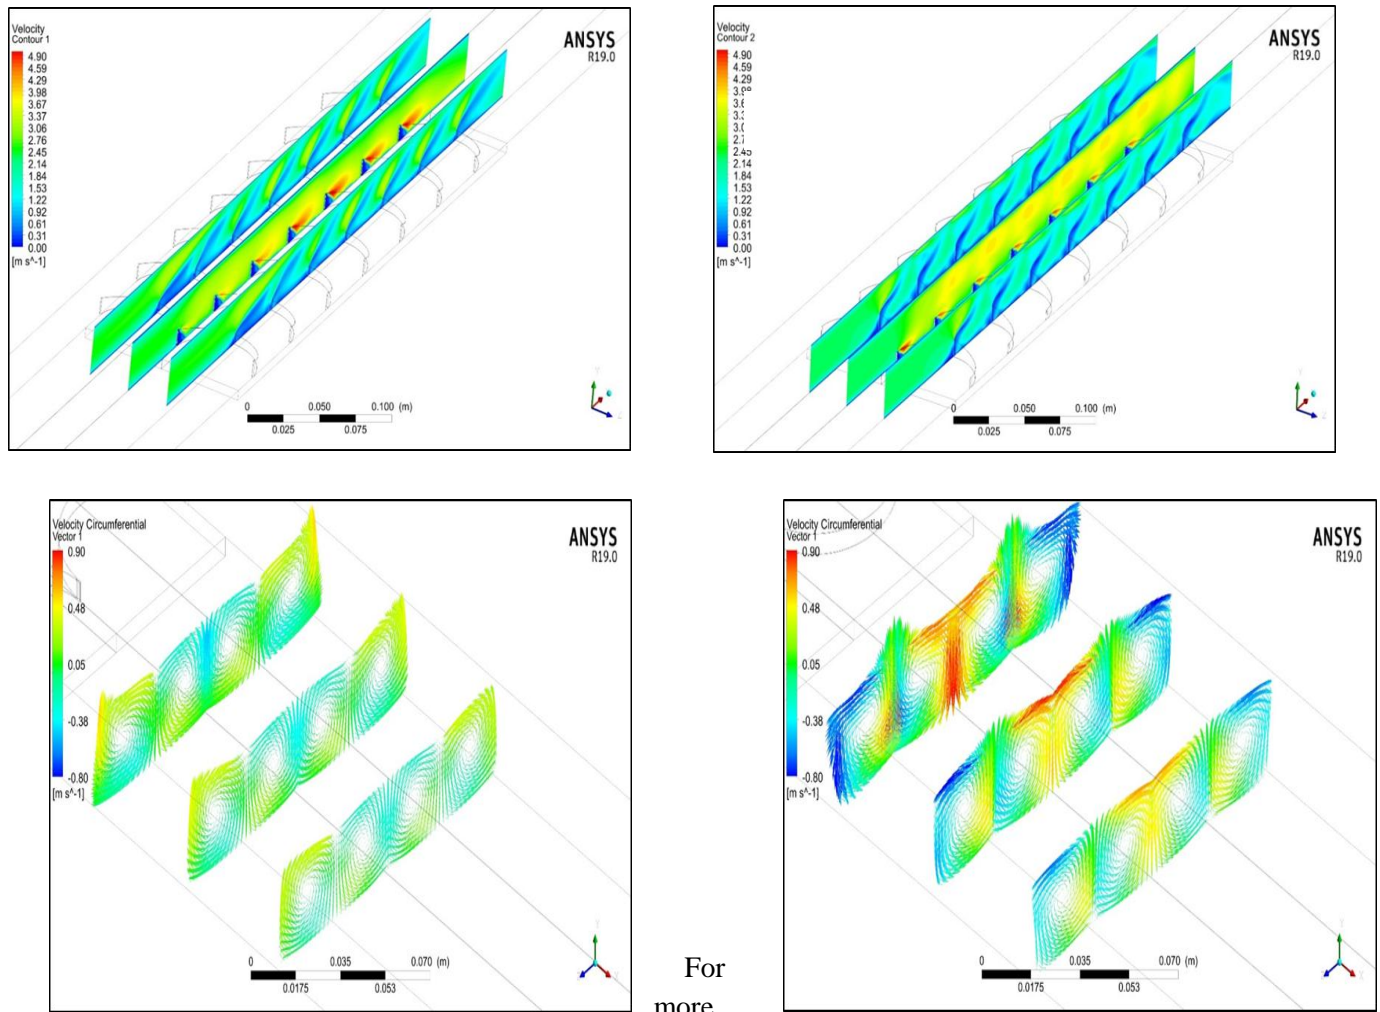 Velocity
Contour 1
4.90
4.59
4.29
3.98
3.67
3.37
3.06
2.76
2.45
2.14
1.84
1.53
1.22
0.92
0.61
0.31
0.00
[m s^-1]
ANSYS
R19.0
0 0.050 0.100 (m)
0.025 0.075
Velocity
Contour 2
4.90
4.59
4.29
2.14
1.84
1.53
1.22
0.92
0.61
0.31
0.00
[m s^-1]
ANSYS
R19.0
0 0.050 0.100 (m)
0.025 0.075
Velocity Circumferential
Vector 1
0.90
0.48
0.05
-0.38
-0.80
[m s^-1]
ANSYS
R19.0
0 0.035 0.070 (m)
0.0175 0.053
For
more
Velocity Circumferential
Vector 1
0.90
0.48
0.05
-0.38
-0.80
[m s^-1]
ANSYS
R19.0
0 0.035 0.070 (m)
0.0175 0.053